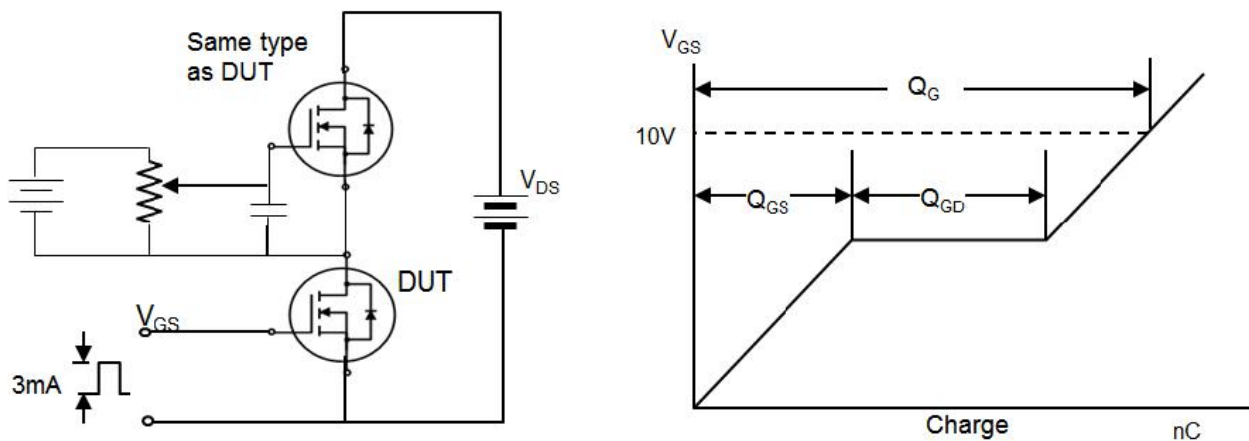 Same type
as DUT
V_DS
DUT
V_GS
3mA
V_GS
Q_G
10V
Q_GS
Q_GD
Charge
nC